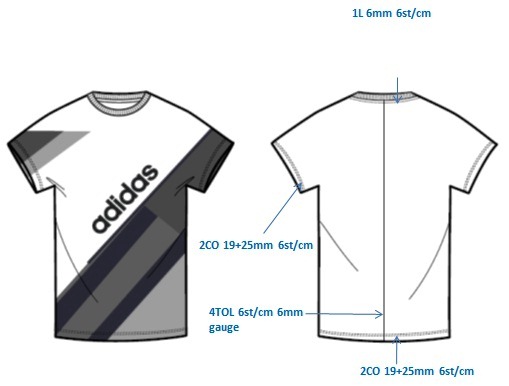 1L 6mm 6st/cm
adidas
2CO 19+25mm 6st/cm
4TOL 6st/cm 6mm
gauge
2CO 19+25mm 6st/cm